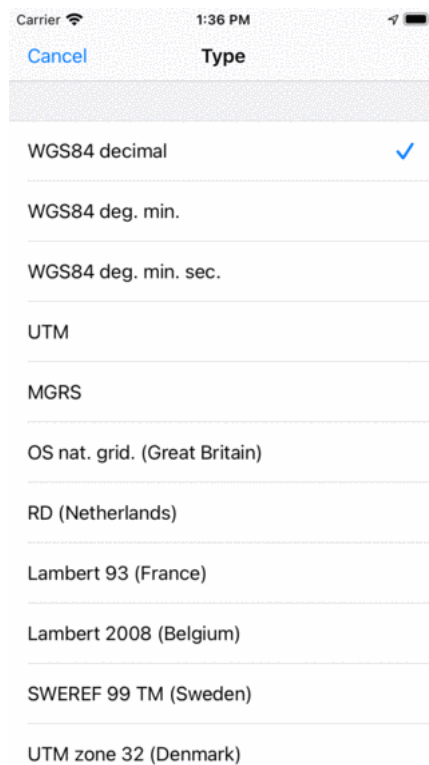 Carrier 1:36 PM
Cancel Type
WGS84 decimal
WGS84 deg. min.
WGS84 deg. min. sec.
UTM
MGRS
OS nat. grid. (Great Britain)
RD (Netherlands)
Lambert 93 (France)
Lambert 2008 (Belgium)
SWEREF 99 TM (Sweden)
UTM zone 32 (Denmark)